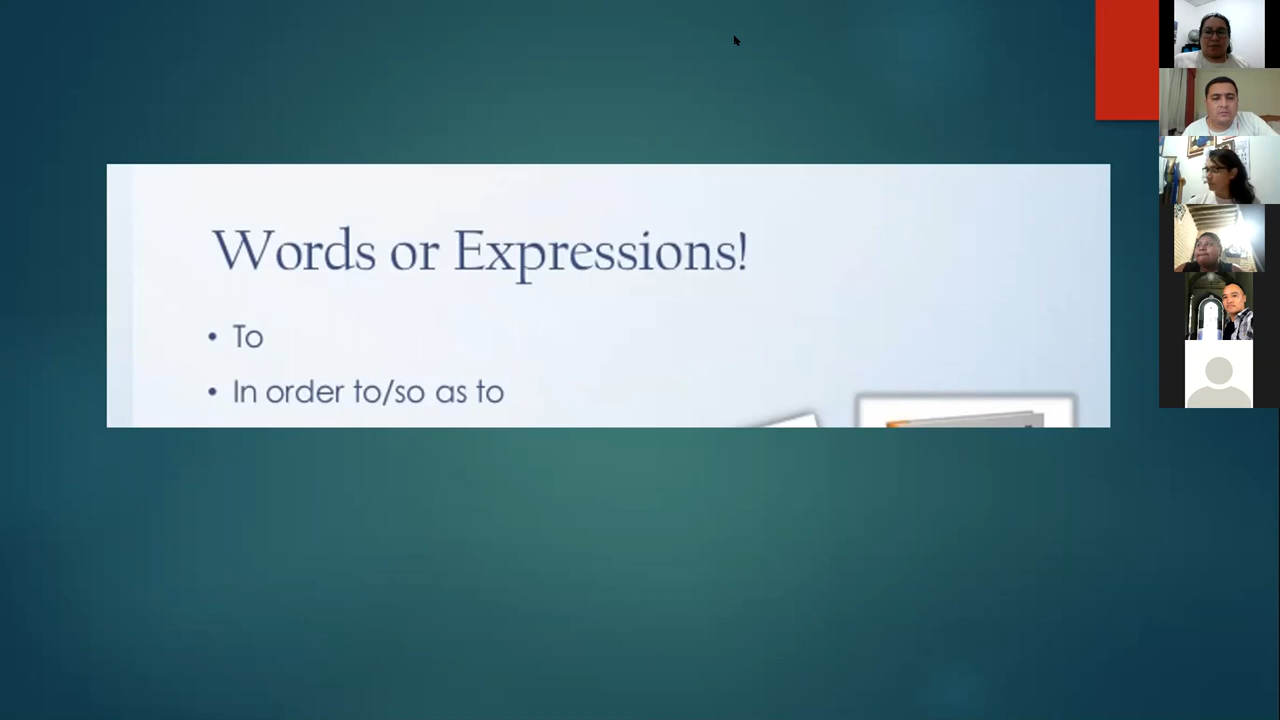 Words or Expressions!
• To
• In order to/so as to